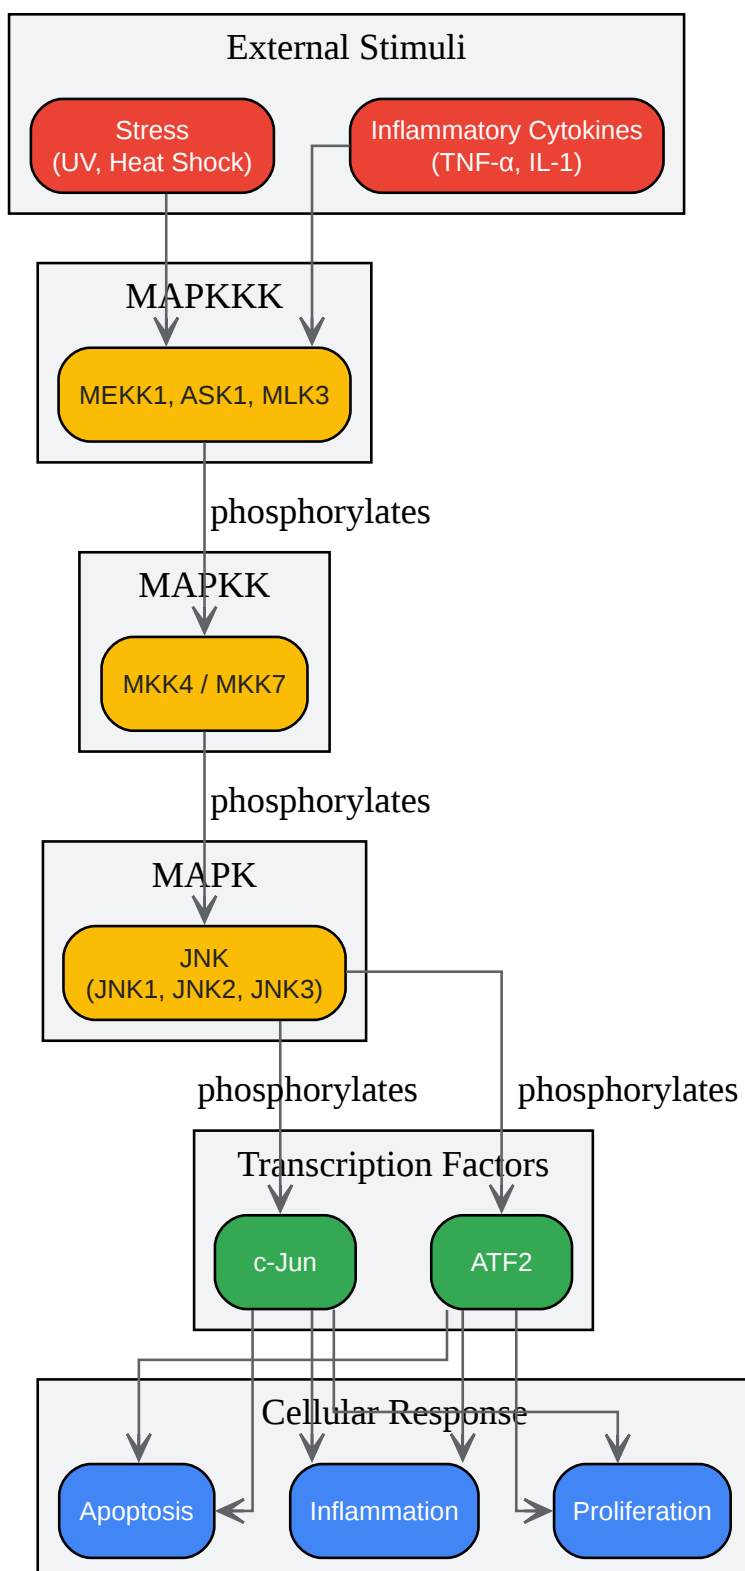 External Stimuli
Stress
(UV, Heat Shock)
Inflammatory Cytokines
(TNF-α, IL-1)
MAPKKK
MEKK1, ASK1, MLK3
phosphorylates
MAPKK
MKK4 / MKK7
phosphorylates
MAPK
JNK
(JNK1, JNK2, JNK3)
phosphorylates
phosphorylates
Transcription Factors
c-Jun
ATF2
Cellular Response
Apoptosis
Inflammation
Proliferation